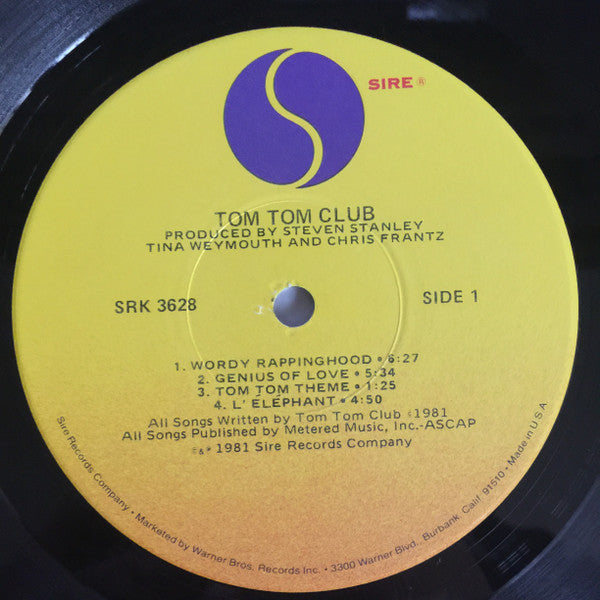 SIRE ®
TOM TOM CLUB
PRODUCED BY STEVEN STANLEY
TINA WEYMOUTH AND CHRIS FRANTZ
SRK 3628
SIDE 1
1. WORDY RAPPINGHOOD • 6:27
2. GENIUS OF LOVE • 5:34
3. TOM TOM THEME • 1:25
4. L' ÉLÉPHANT • 4:50
All Songs Written by Tom Tom Club ©1981
All Songs Published by Metered Music, Inc.-ASCAP
©&℗ 1981 Sire Records Company
Sire Records Company • Marketed by Warner Bros. Records Inc. • 3300 Warner Blvd., Burbank, Calif. 91510 • Made in U.S.A.